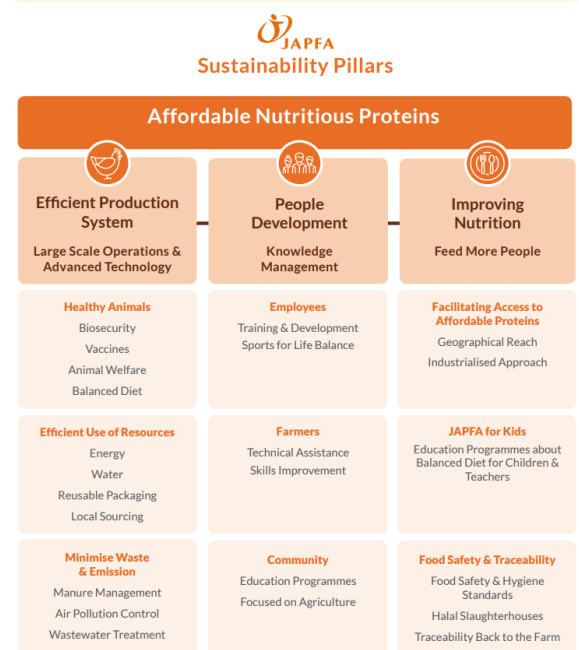 JAPFA
Sustainability Pillars
Affordable Nutritious Proteins
Efficient Production
System
Large Scale Operations &
Advanced Technology
Healthy Animals
Biosecurity
Vaccines
Animal Welfare
Balanced Diet
Efficient Use of Resources
Energy
Water
Reusable Packaging
Local Sourcing
Minimise Waste
& Emission
Manure Management
Air Pollution Control
Wastewater Treatment
People
Development
Knowledge
Management
Employees
Training & Development
Sports for Life Balance
Farmers
Technical Assistance
Skills Improvement
Community
Education Programmes
Focused on Agriculture
Improving
Nutrition
Feed More People
Facilitating Access to
Affordable Proteins
Geographical Reach
Industrialised Approach
JAPFA for Kids
Education Programmes about
Balanced Diet for Children &
Teachers
Food Safety & Traceability
Food Safety & Hygiene
Standards
Halal Slaughterhouses
Traceability Back to the Farm